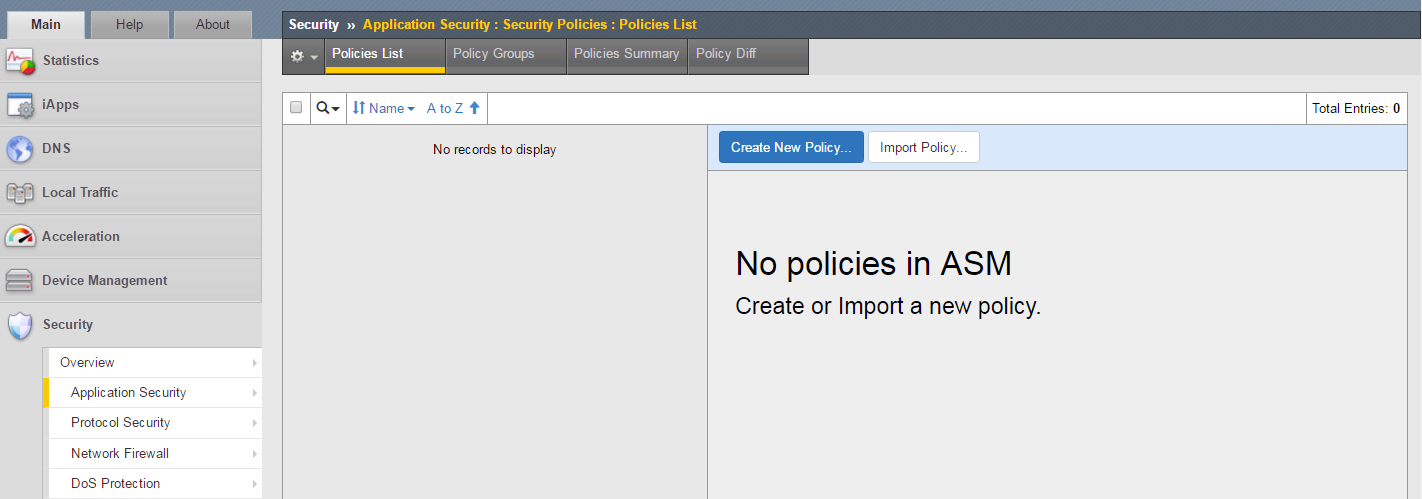 Main Help About
Security ›› Application Security : Security Policies : Policies List
Policies List Policy Groups Policies Summary Policy Diff
Statistics
iApps
DNS
Local Traffic
Acceleration
Device Management
Security
Overview
Application Security
Protocol Security
Network Firewall
DoS Protection
Name A to Z Total Entries: 0
No records to display
Create New Policy... Import Policy...
No policies in ASM
Create or Import a new policy.